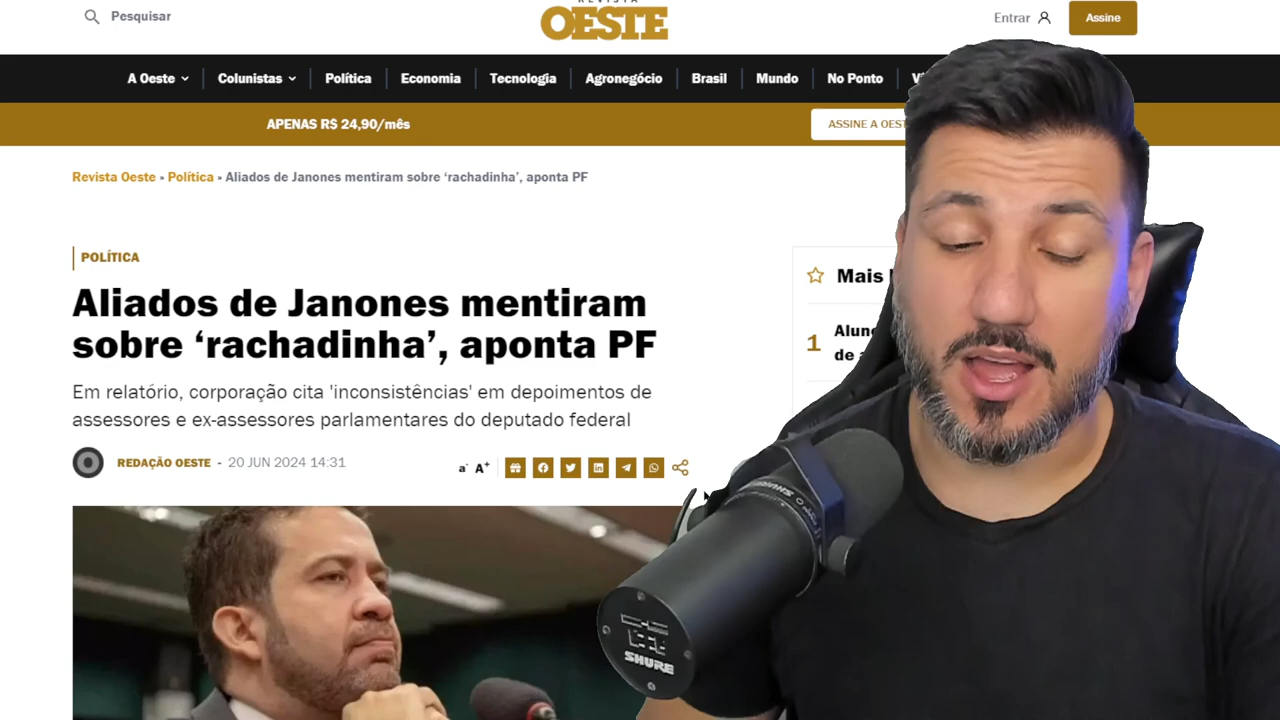 REVISTA
OESTE
Pesquisar
Entrar
Assine
A Oeste
Colunistas
Política
Economia
Tecnologia
Agronegócio
Brasil
Mundo
No Ponto
APENAS R$ 24,90/mês
ASSINE A OEST
Revista Oeste • Política • Aliados de Janones mentiram sobre ‘rachadinha’, aponta PF
POLÍTICA
Aliados de Janones mentiram
sobre ‘rachadinha’, aponta PF
Em relatório, corporação cita 'inconsistências' em depoimentos de
assessores e ex-assessores parlamentares do deputado federal
REDAÇÃO OESTE - 20 JUN 2024 14:31
a- A+
Mais
1
de
SHURE
SHURE